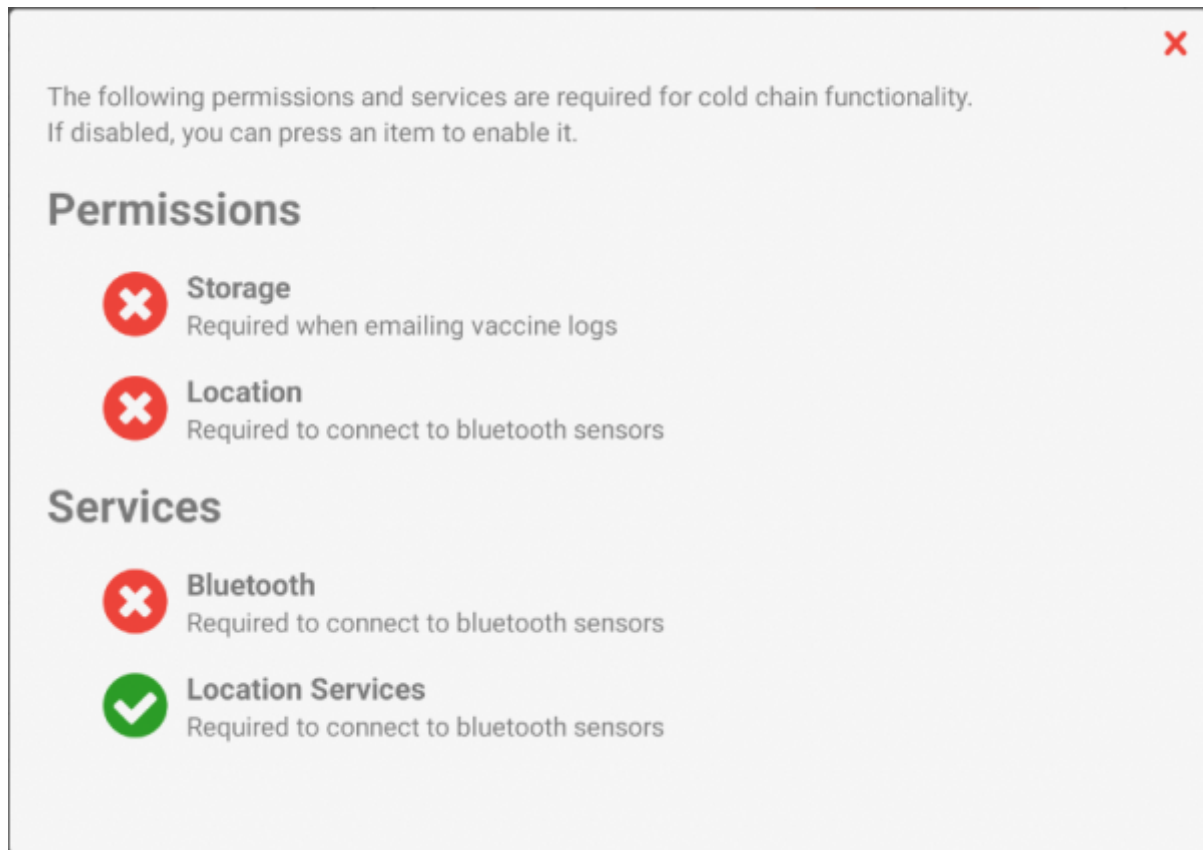 The following permissions and services are required for cold chain functionality.
If disabled, you can press an item to enable it.
Permissions
Storage
Required when emailing vaccine logs
Location
Required to connect to bluetooth sensors
Services
Bluetooth
Required to connect to bluetooth sensors
Location Services
Required to connect to bluetooth sensors